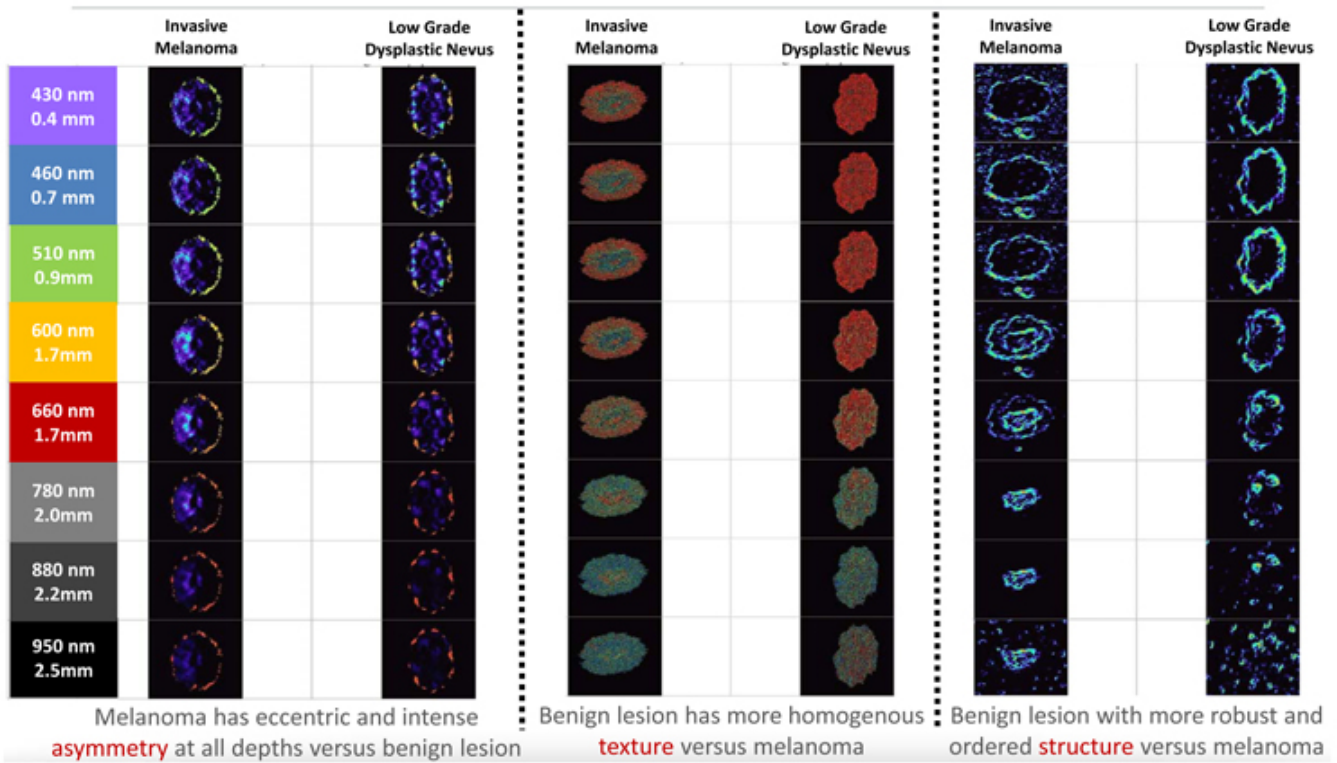 Invasive
Melanoma
Low Grade
Dysplastic Nevus
Invasive
Melanoma
Low Grade
Dysplastic Nevus
Invasive
Melanoma
Low Grade
Dysplastic Nevus
430 nm
0.4 mm
460 nm
0.7 mm
510 nm
0.9mm
600 nm
1.7mm
660 nm
1.7mm
780 nm
2.0mm
880 nm
2.2mm
950 nm
2.5mm
Melanoma has eccentric and intense
asymmetry at all depths versus benign lesion
Benign lesion has more homogenous
texture versus melanoma
Benign lesion with more robust and
ordered structure versus melanoma